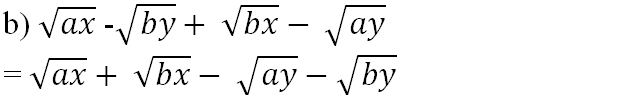 b) √ax -√by + √bx − √ay
= √ax + √bx − √ay − √by